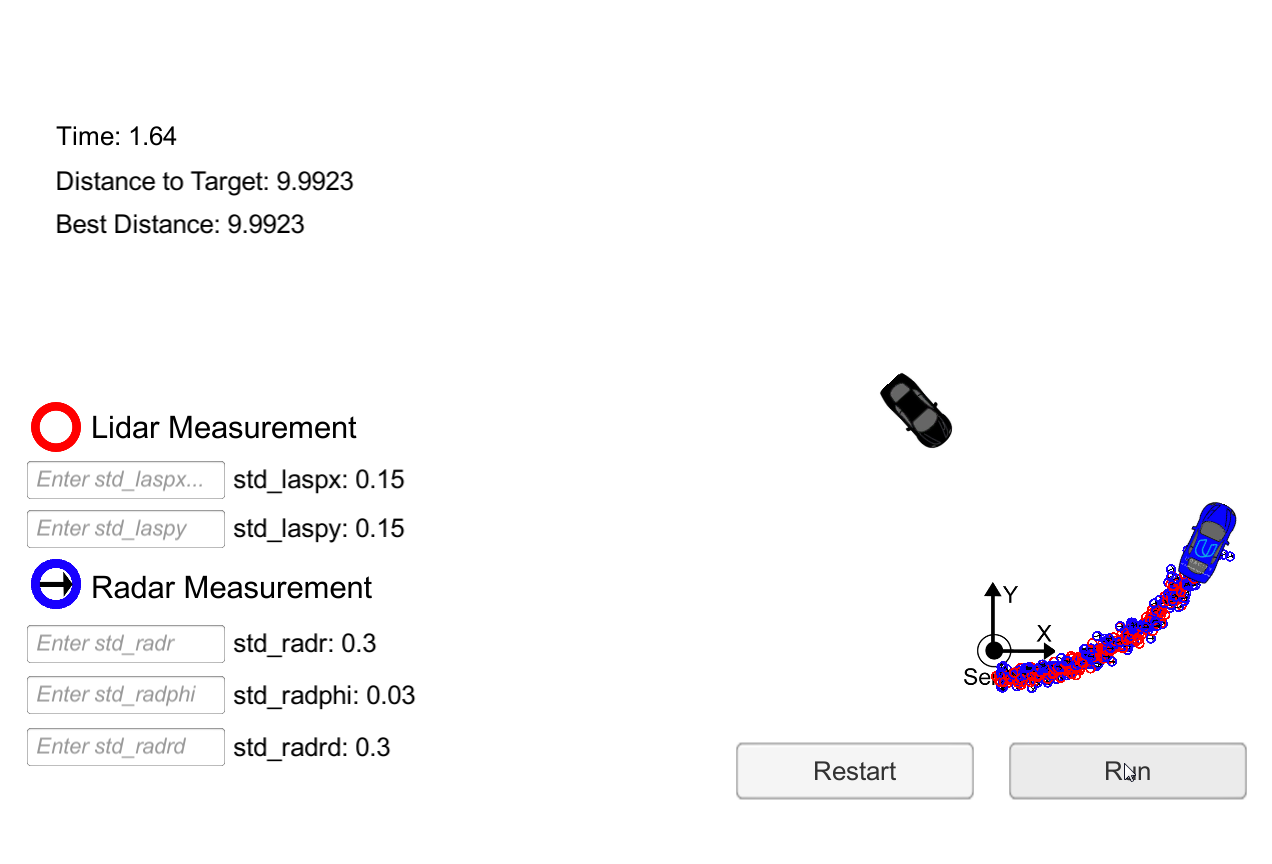 Time: 1.64
Distance to Target: 9.9923
Best Distance: 9.9923
Lidar Measurement
Enter std_laspx... std_laspx: 0.15
Enter std_laspy std_laspy: 0.15
Radar Measurement
Enter std_radr std_radr: 0.3
Enter std_radphi std_radphi: 0.03
Enter std_radrd std_radrd: 0.3
Y
X
Se
Restart
Run